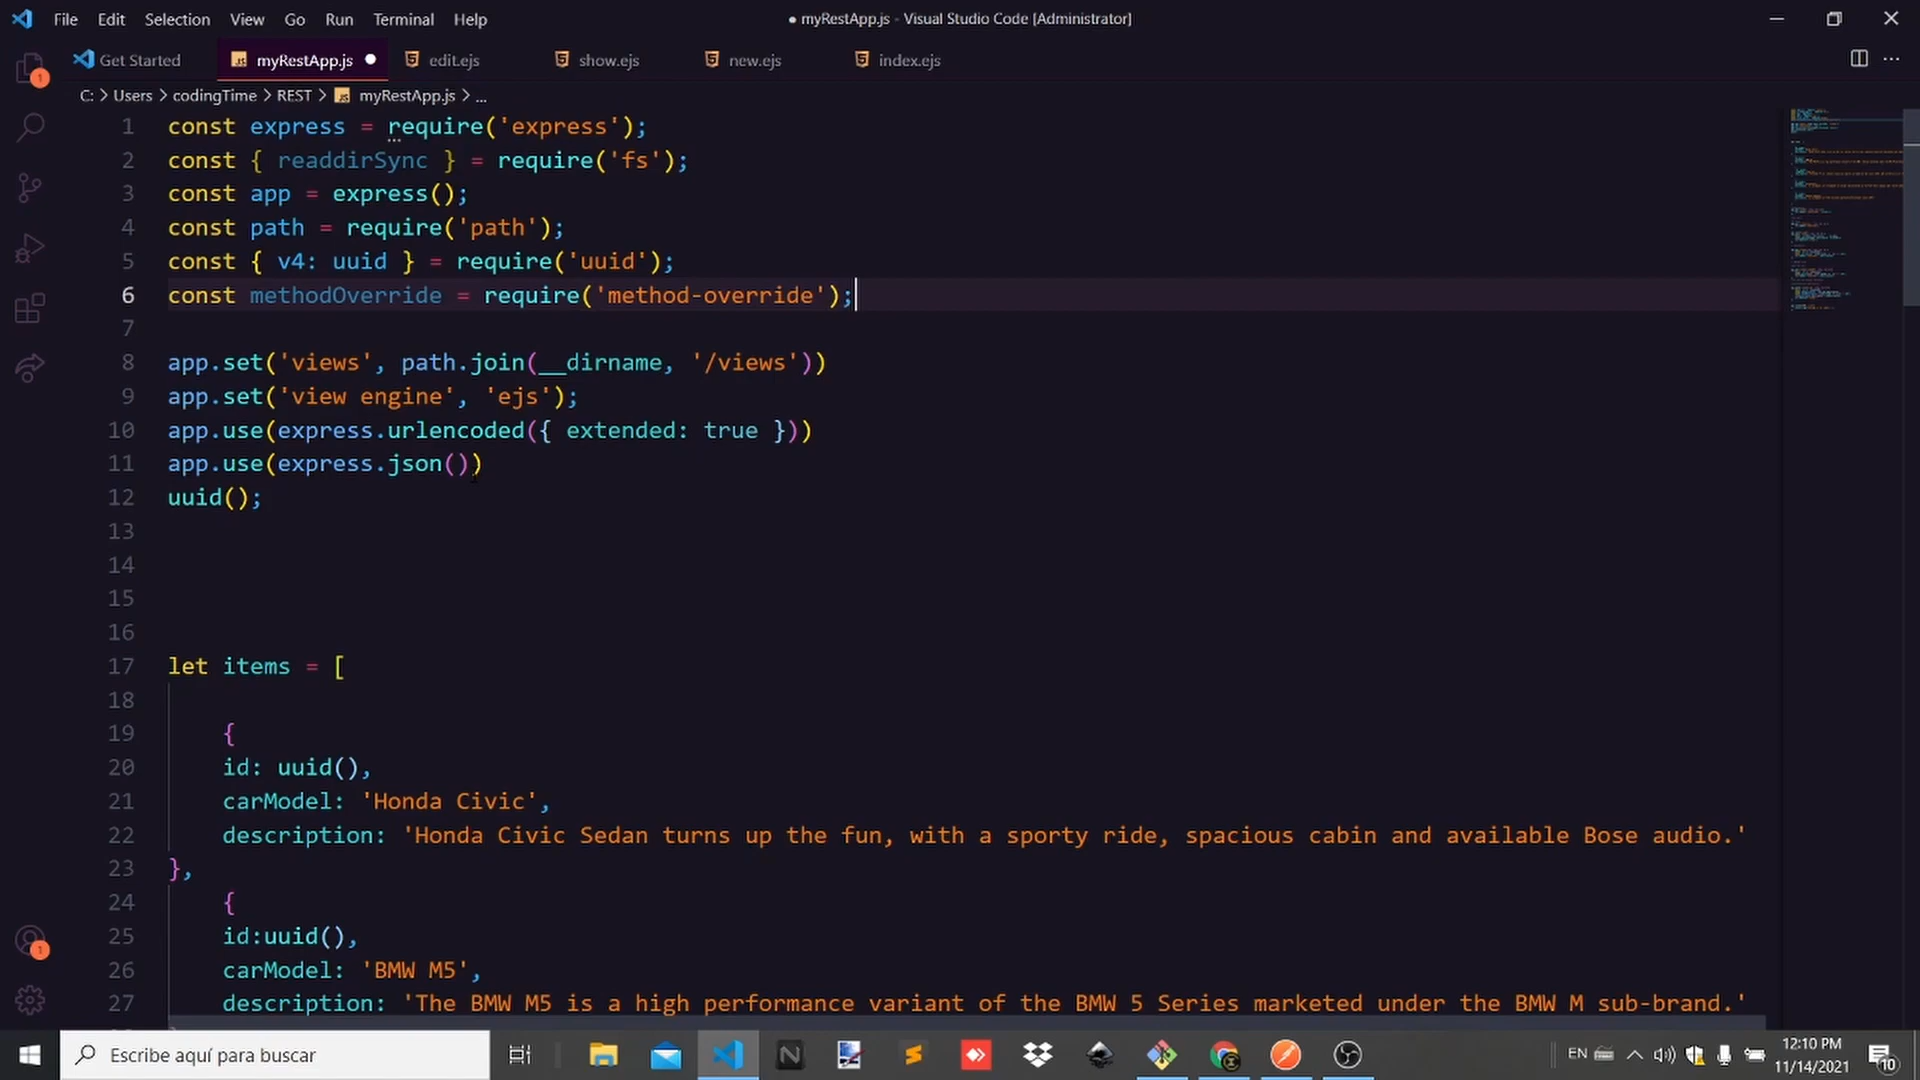 File Edit Selection View Go Run Terminal Help
● myRestApp.js - Visual Studio Code [Administrator]
Get Started
myRestApp.js
edit.ejs
show.ejs
new.ejs
index.ejs
C: > Users > codingTime > REST > myRestApp.js > ...
1 const express = require('express');
2 const { readdirSync } = require('fs');
3 const app = express();
4 const path = require('path');
5 const { v4: uuid } = require('uuid');
6 const methodOverride = require('method-override');
7
8 app.set('views', path.join(__dirname, '/views'))
9 app.set('view engine', 'ejs');
10 app.use(express.urlencoded({ extended: true }))
11 app.use(express.json())
12 uuid();
13
14
15
16
17 let items = [
18
19 {
20 id: uuid(),
21 carModel: 'Honda Civic',
22 description: 'Honda Civic Sedan turns up the fun, with a sporty ride, spacious cabin and available Bose audio.'
23 },
24 {
25 id:uuid(),
26 carModel: 'BMW M5',
27 description: 'The BMW M5 is a high performance variant of the BMW 5 Series marketed under the BMW M sub-brand.'
1
1
Escribe aquí para buscar
EN
12:10 PM
11/14/2021
10